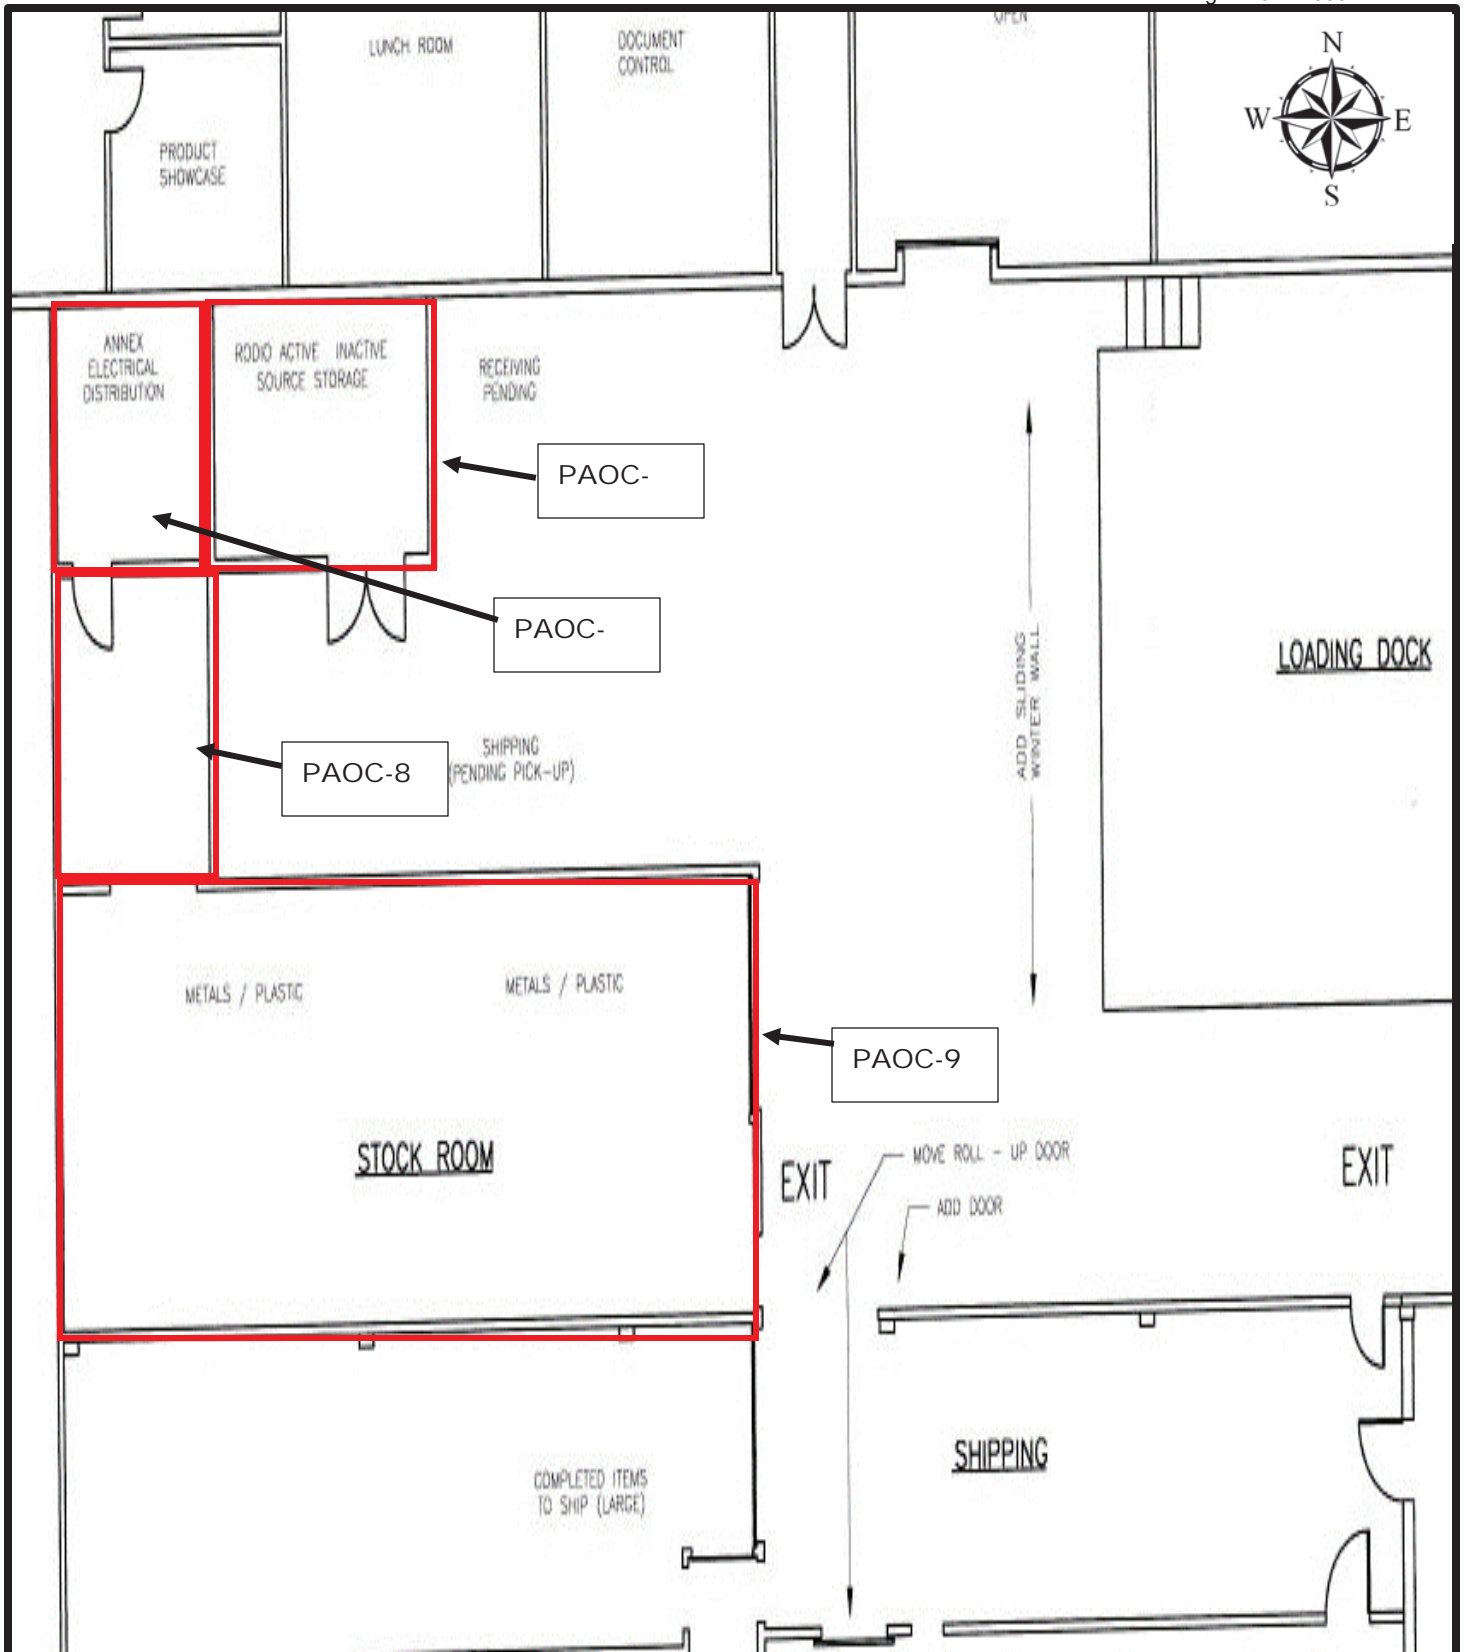 OPEN
N
W
E
S
LUNCH ROOM
DOCUMENT
CONTROL
PRODUCT
SHOWCASE
ANNEX
ELECTRICAL
DISTRIBUTION
RODIO ACTIVE INACTIVE
SOURCE STORAGE
RECEIVING
PENDING
PAOC-
PAOC-
ADD SLIDING
WINTER WALL
LOADING DOCK
PAOC-8
SHIPPING
(PENDING PICK-UP)
METALS / PLASTIC
METALS / PLASTIC
PAOC-9
STOCK ROOM
EXIT
MOVE ROLL - UP DOOR
ADD DOOR
EXIT
SHIPPING
COMPLETED ITEMS
TO SHIP (LARGE)